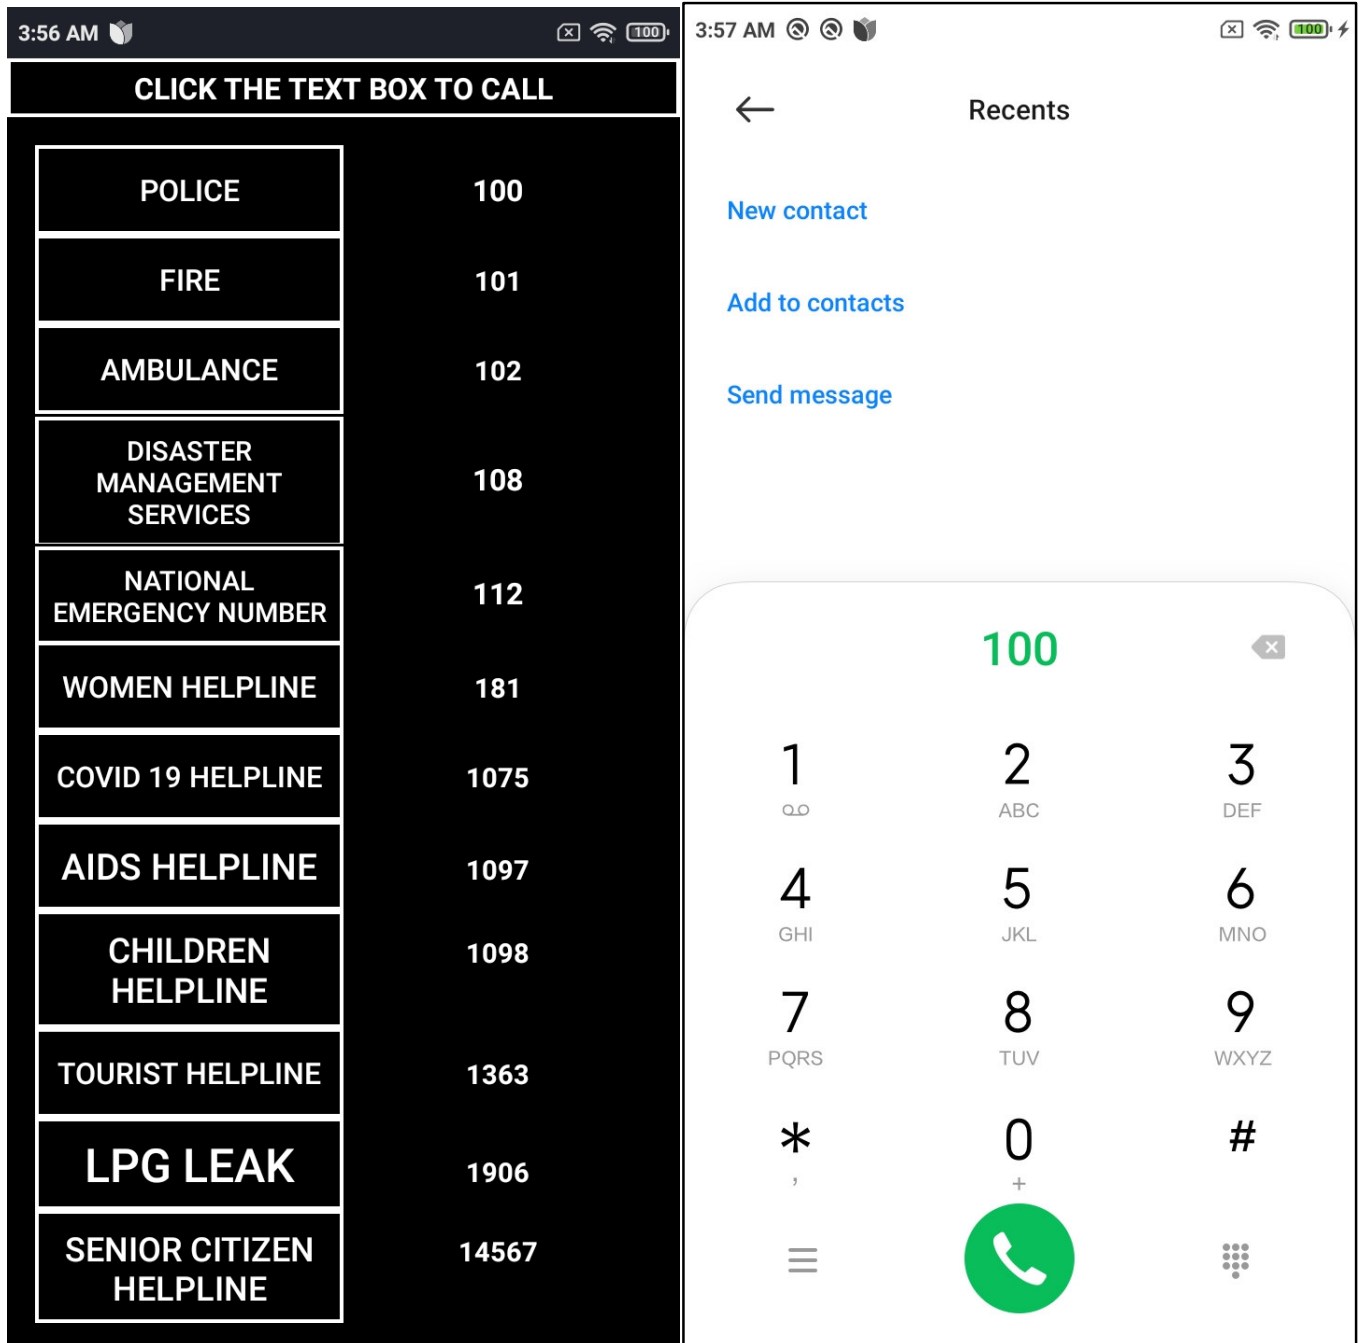 3:56 AM
100
CLICK THE TEXT BOX TO CALL
POLICE 100
FIRE 101
AMBULANCE 102
DISASTER
MANAGEMENT
SERVICES
108
NATIONAL
EMERGENCY NUMBER
112
WOMEN HELPLINE 181
COVID 19 HELPLINE 1075
AIDS HELPLINE 1097
CHILDREN
HELPLINE
1098
TOURIST HELPLINE 1363
LPG LEAK 1906
SENIOR CITIZEN
HELPLINE
14567
3:57 AM
100
Recents
New contact
Add to contacts
Send message
100
1 2 3
ABC DEF
4 5 6
GHI JKL MNO
7 8 9
PQRS TUV WXYZ
* 0 #
, +